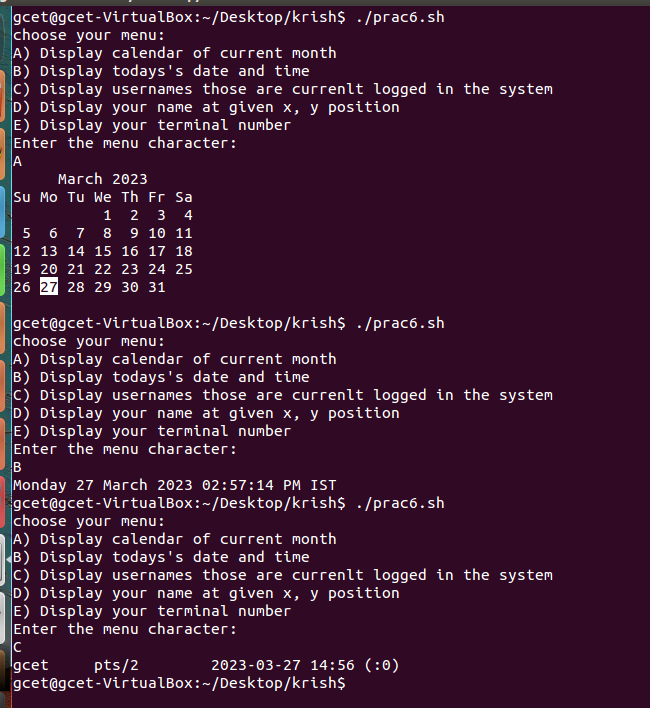 gcet@gcet-VirtualBox:~/Desktop/krish$ ./prac6.sh
choose your menu:
A) Display calendar of current month
B) Display todays's date and time
C) Display usernames those are currenlt logged in the system
D) Display your name at given x, y position
E) Display your terminal number
Enter the menu character:
A
     March 2023
Su Mo Tu We Th Fr Sa
          1  2  3  4
 5  6  7  8  9 10 11
12 13 14 15 16 17 18
19 20 21 22 23 24 25
26 27 28 29 30 31

gcet@gcet-VirtualBox:~/Desktop/krish$ ./prac6.sh
choose your menu:
A) Display calendar of current month
B) Display todays's date and time
C) Display usernames those are currenlt logged in the system
D) Display your name at given x, y position
E) Display your terminal number
Enter the menu character:
B
Monday 27 March 2023 02:57:14 PM IST
gcet@gcet-VirtualBox:~/Desktop/krish$ ./prac6.sh
choose your menu:
A) Display calendar of current month
B) Display todays's date and time
C) Display usernames those are currenlt logged in the system
D) Display your name at given x, y position
E) Display your terminal number
Enter the menu character:
C
gcet     pts/2        2023-03-27 14:56 (:0)
gcet@gcet-VirtualBox:~/Desktop/krish$